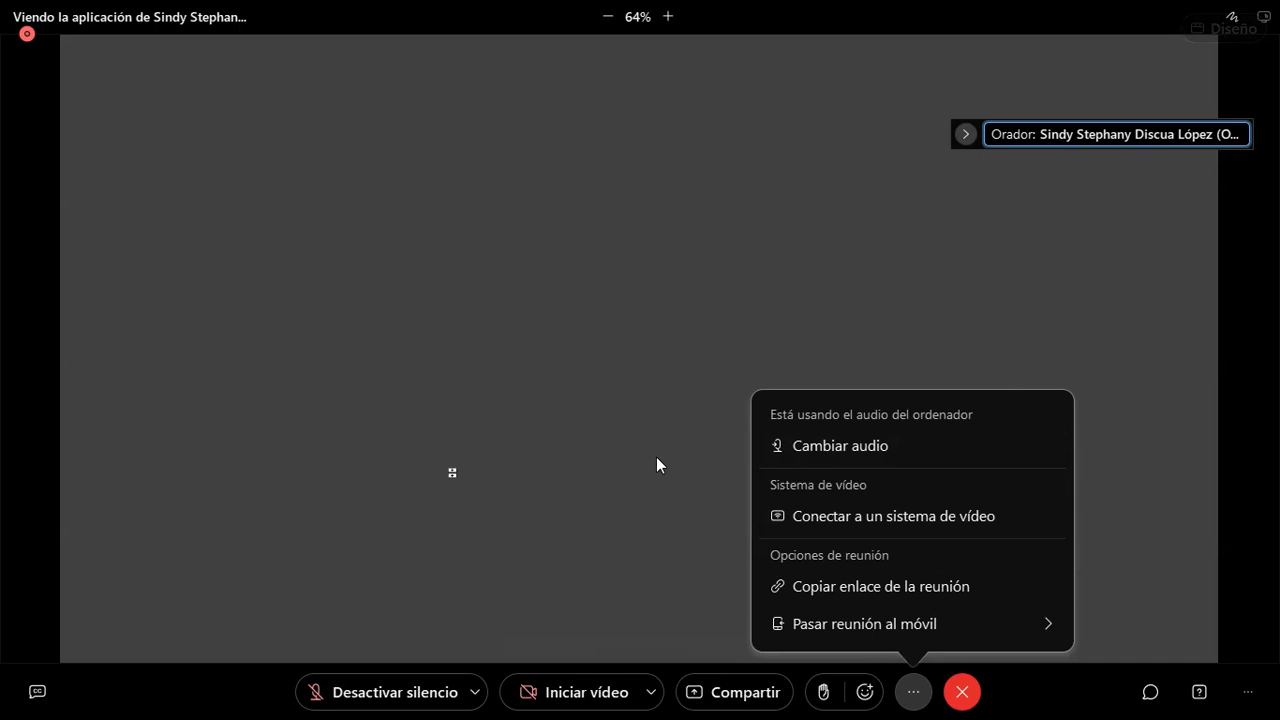 Viendo la aplicación de Sindy Stephan...
64%
Diseño
Orador: Sindy Stephany Discua López (O...
Está usando el audio del ordenador
Cambiar audio
Sistema de vídeo
Conectar a un sistema de vídeo
Opciones de reunión
Copiar enlace de la reunión
Pasar reunión al móvil
Desactivar silencio
Iniciar vídeo
Compartir